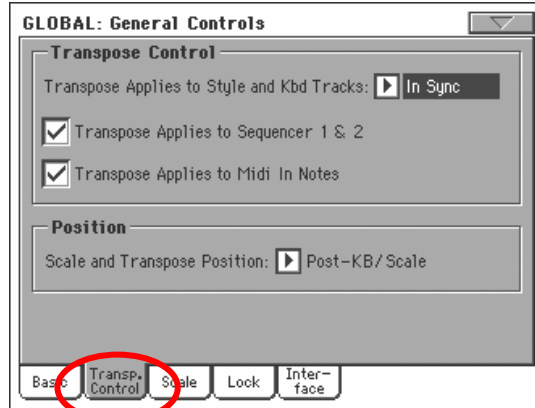 GLOBAL: General Controls
Transpose Control
Transpose Applies to Style and Kbd Tracks: In Sync
Transpose Applies to Sequencer 1 & 2
Transpose Applies to Midi In Notes
Position
Scale and Transpose Position: Post-KB/Scale
Basic Transp. Control Scale Lock Inter-face